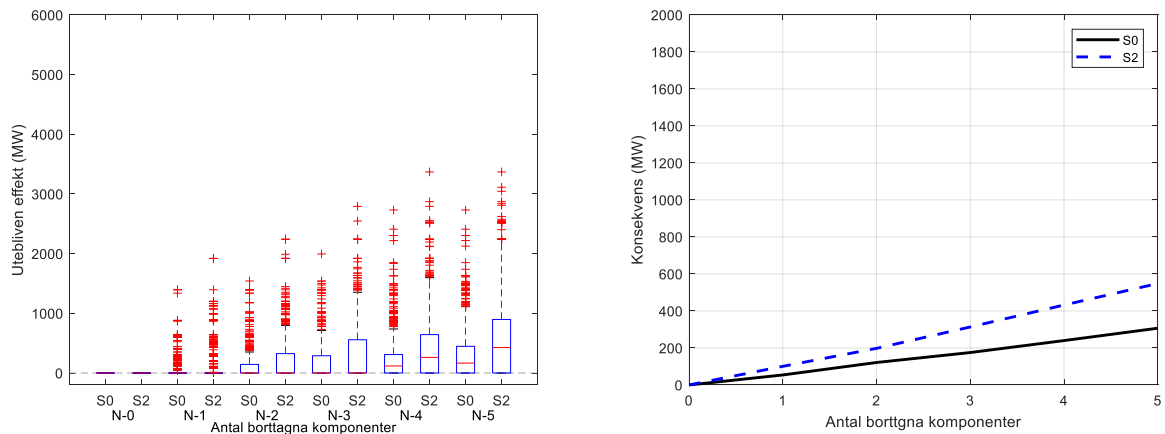 6000
5000
4000
3000
2000
1000
0
Utebliven effekt (MW)
S0 S2 S0 S2 S0 S2 S0 S2 S0 S2 S0 S2
N-0 N-1 N-2 N-3 N-4 N-5
Antal borttagna komponenter
2000
1800
1600
1400
1200
1000
800
600
400
200
0
Konsekvens (MW)
S0
S2
0 1 2 3 4 5
Antal borttgna komponenter